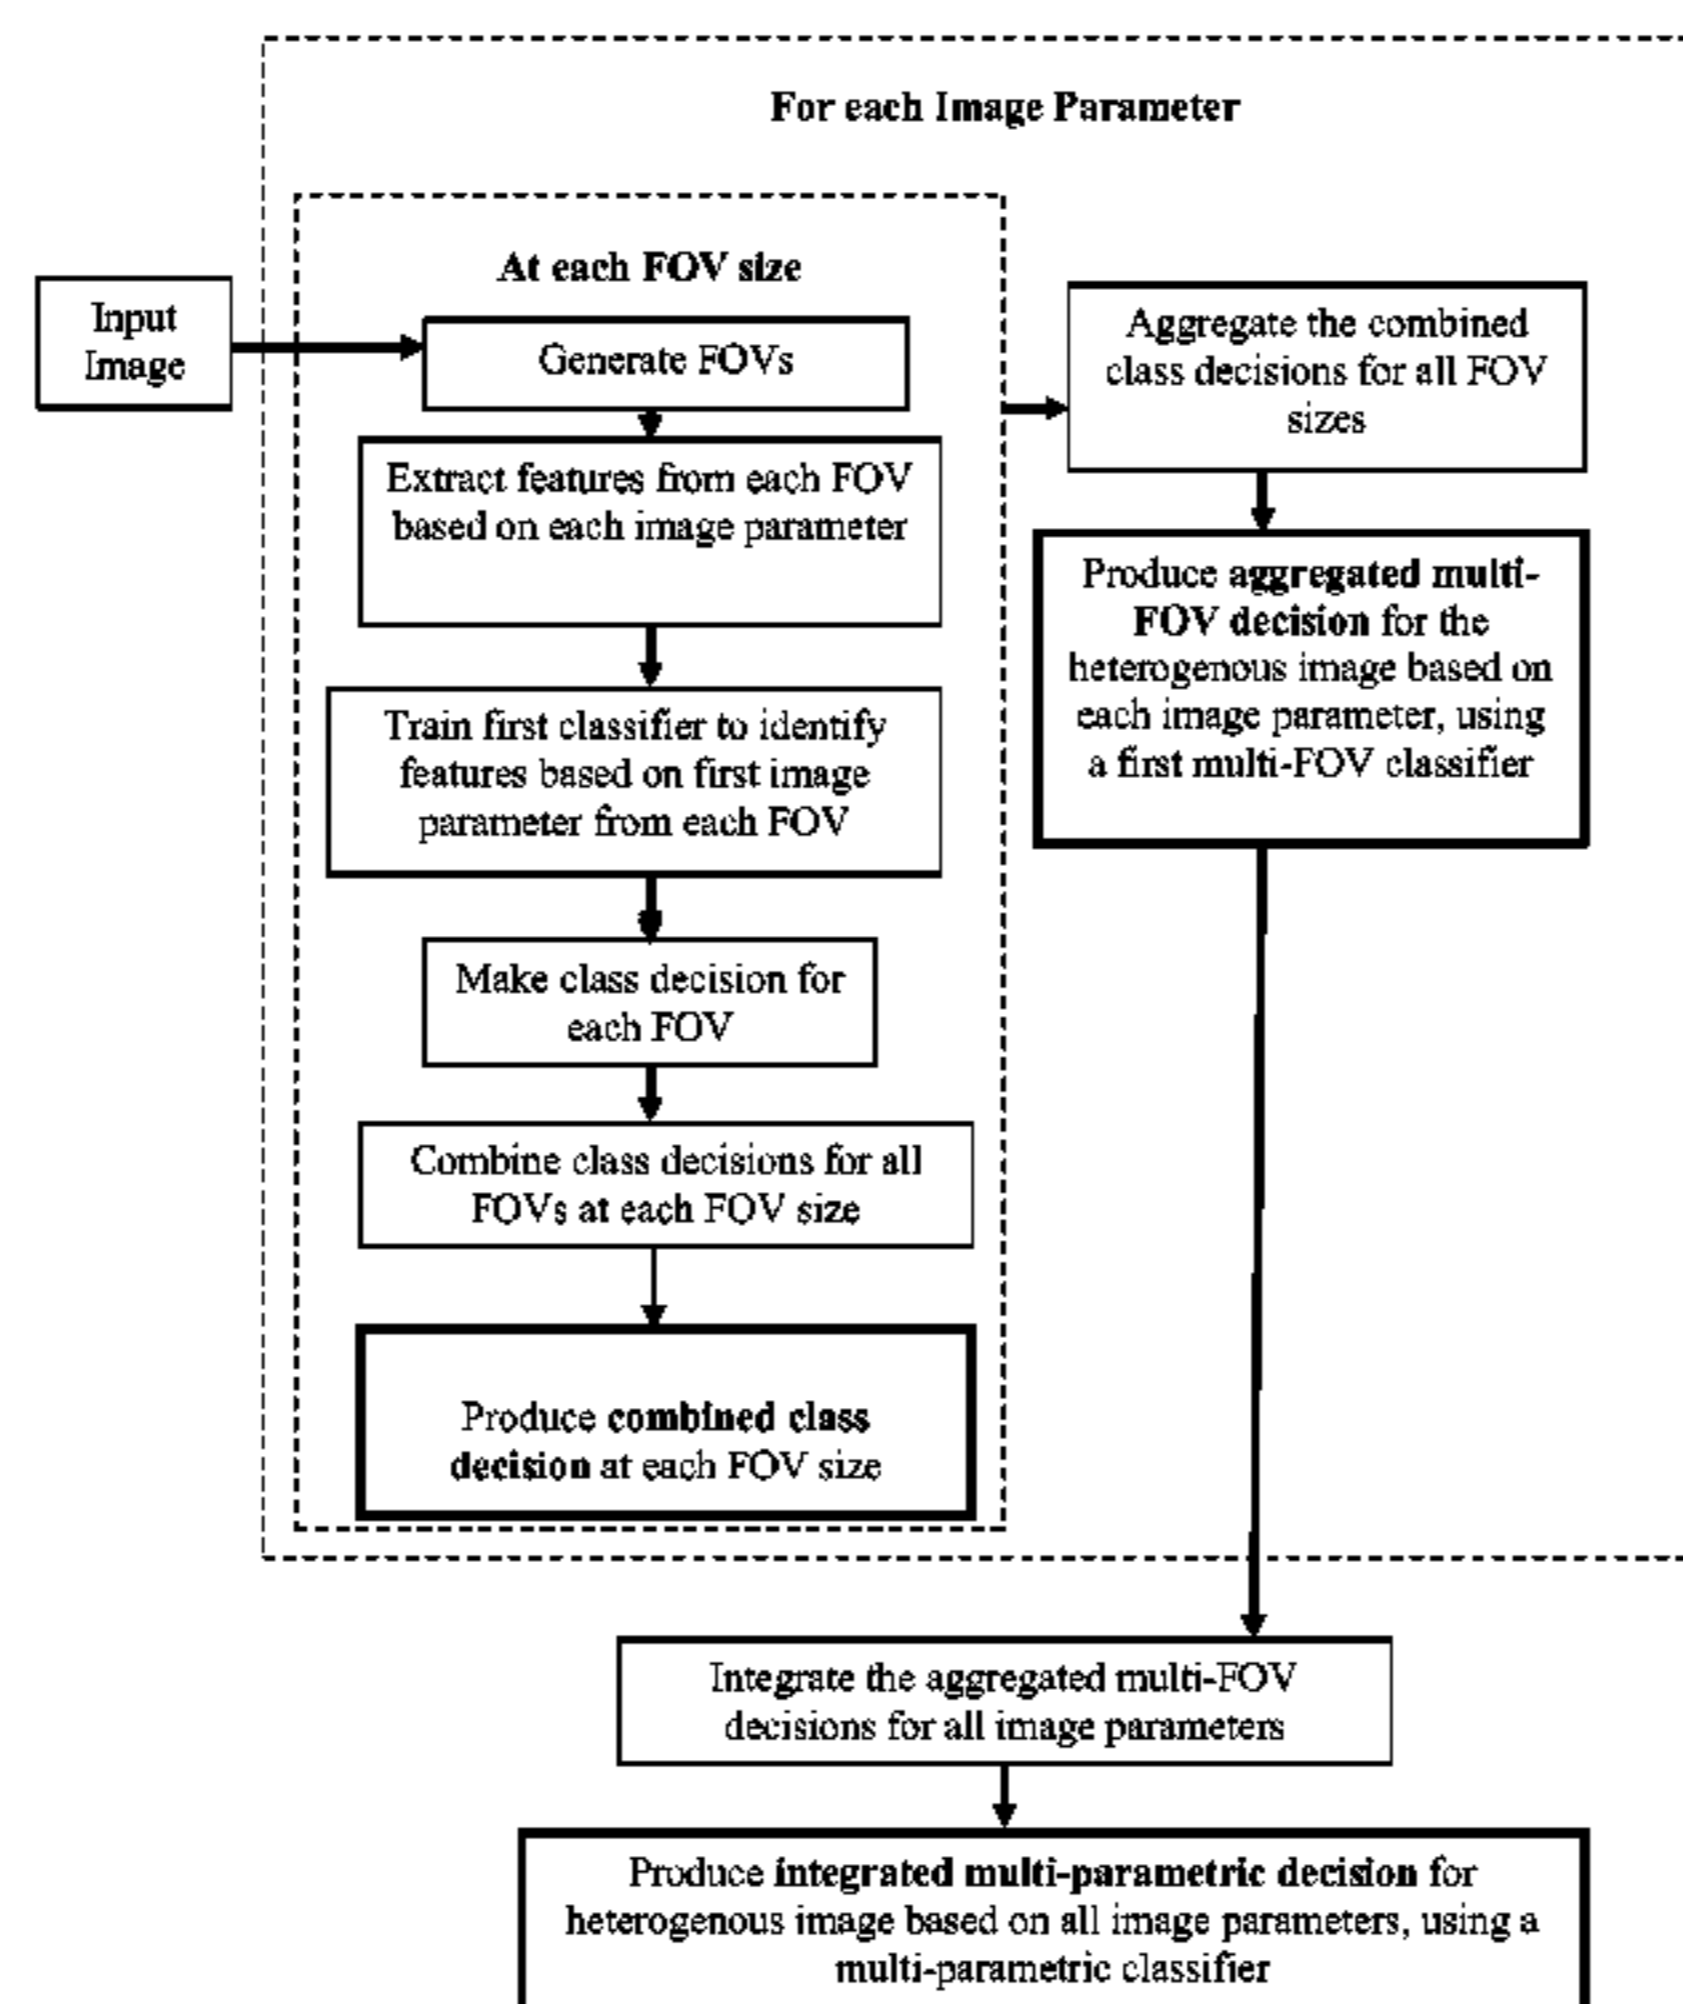 For each Image Parameter
At each FOV size
Input
Image
Generate FOVs
Extract features from each FOV
based on each image parameter
Train first classifier to identify
features based on first image
parameter from each FOV
Make class decision for
each FOV
Combine class decisions for all
FOVs at each FOV size
Produce combined class
decision at each FOV size
Aggregate the combined
class decisions for all FOV
sizes
Produce aggregated multi-
FOV decision for the
heterogenous image based on
each image parameter, using
a first multi-FOV classifier
Integrate the aggregated multi-FOV
decisions for all image parameters
Produce integrated multi-parametric decision for
heterogenous image based on all image parameters, using a
multi-parametric classifier